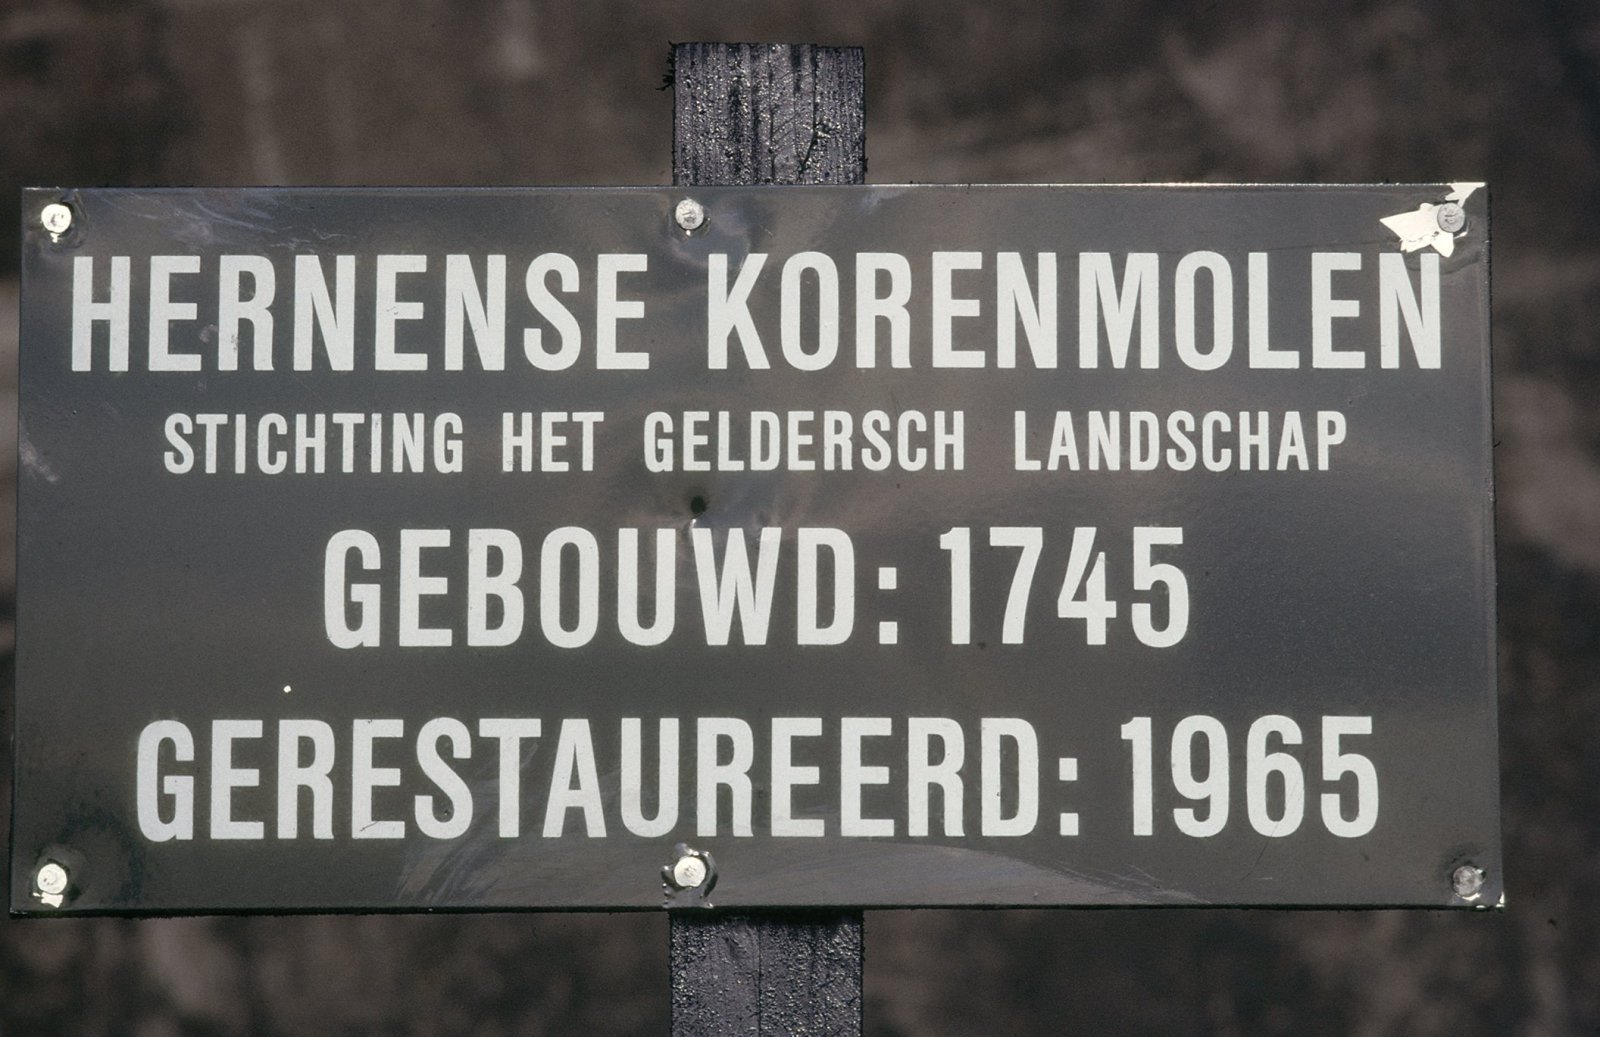 HERNENSE KORENMOLEN
STICHTING HET GELDERSCH LANDSCHAP
GEBOUWD: 1745
GERESTAUREERD: 1965